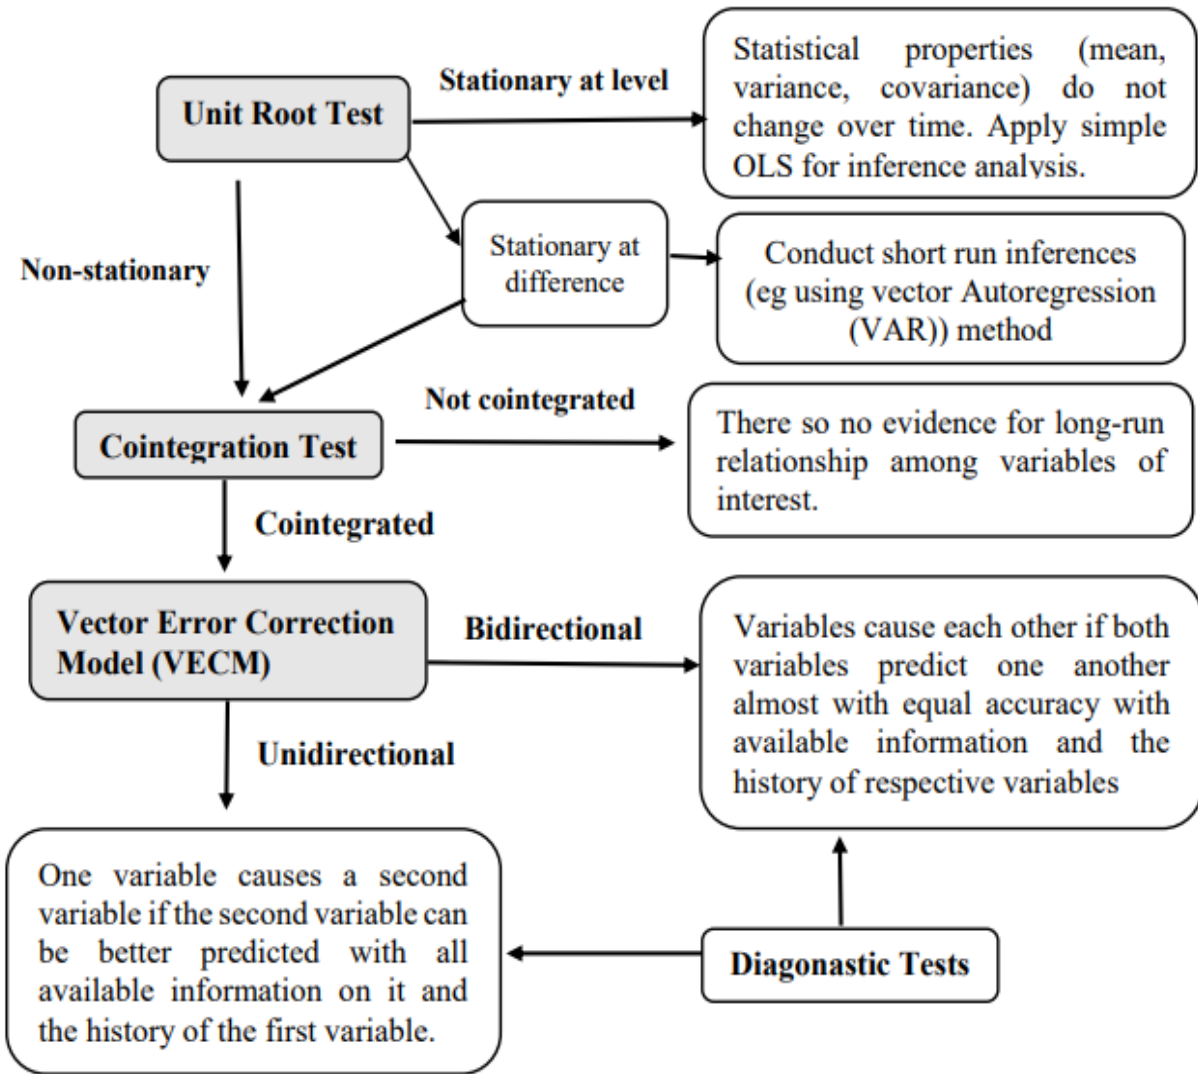 Unit Root Test
Stationary at level
Statistical properties (mean,
variance, covariance) do not
change over time. Apply simple
OLS for inference analysis.
Non-stationary
Stationary at
difference
Conduct short run inferences
(eg using vector Autoregression
(VAR)) method
Cointegration Test
Not cointegrated
There so no evidence for long-run
relationship among variables of
interest.
Cointegrated
Vector Error Correction
Model (VECM)
Bidirectional
Variables cause each other if both
variables predict one another
almost with equal accuracy with
available information and the
history of respective variables
Unidirectional
One variable causes a second
variable if the second variable can
be better predicted with all
available information on it and
the history of the first variable.
Diagonastic Tests